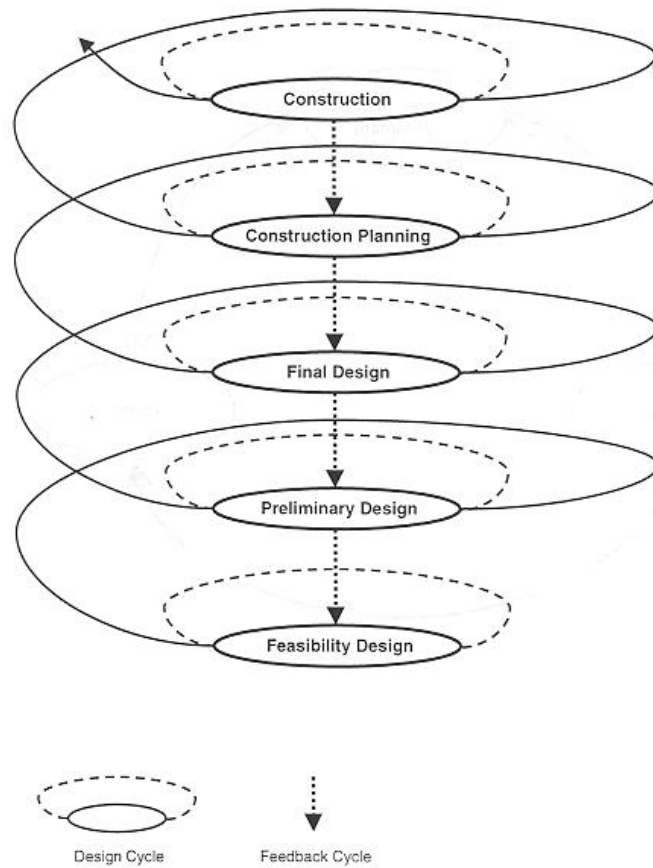 Construction
Construction Planning
Final Design
Preliminary Design
Feasibility Design
Design Cycle
Feedback Cycle